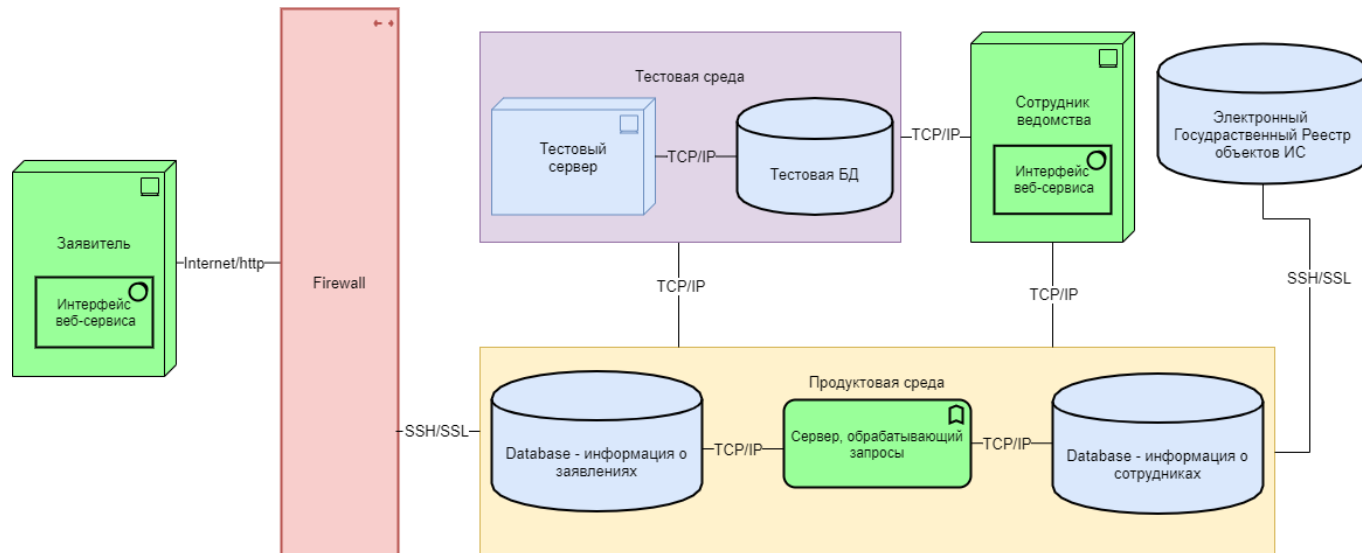 Заявитель
Интерфейс
веб-сервиса
Internet/http
Firewall
SSH/SSL
Тестовая среда
Тестовый
сервер
TCP/IP
Тестовая БД
TCP/IP
Сотрудник
ведомства
Интерфейс
веб-сервиса
Электронный
Госудраственный Реестр
объектов ИС
TCP/IP
TCP/IP
SSH/SSL
Продуктовая среда
Database - информация о
заявлениях
TCP/IP
Сервер, обрабатывающий
запросы
TCP/IP
Database - информация о
сотрудниках